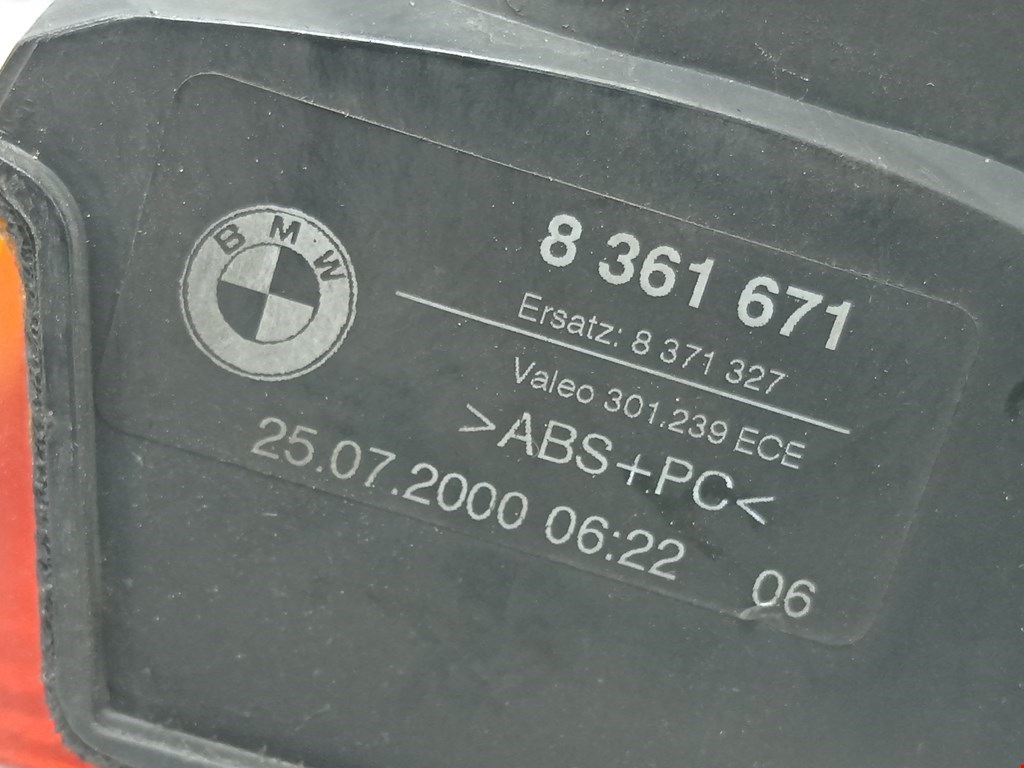 BMW
8 361 671
Ersatz: 8 371 327
Valeo 301.239 ECE
>ABS+PC<
25.07.2000 06:22 06